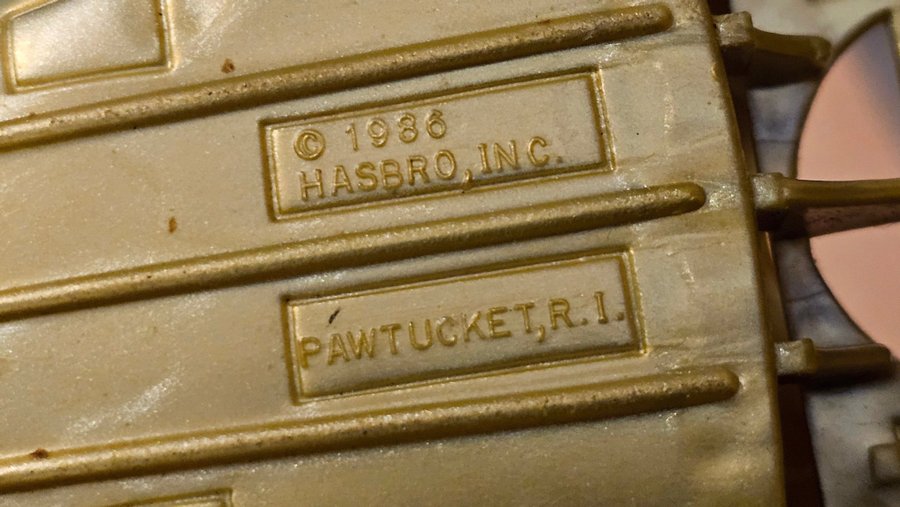 © 1986
HASBRO, INC.
PAWTUCKET, R.I.